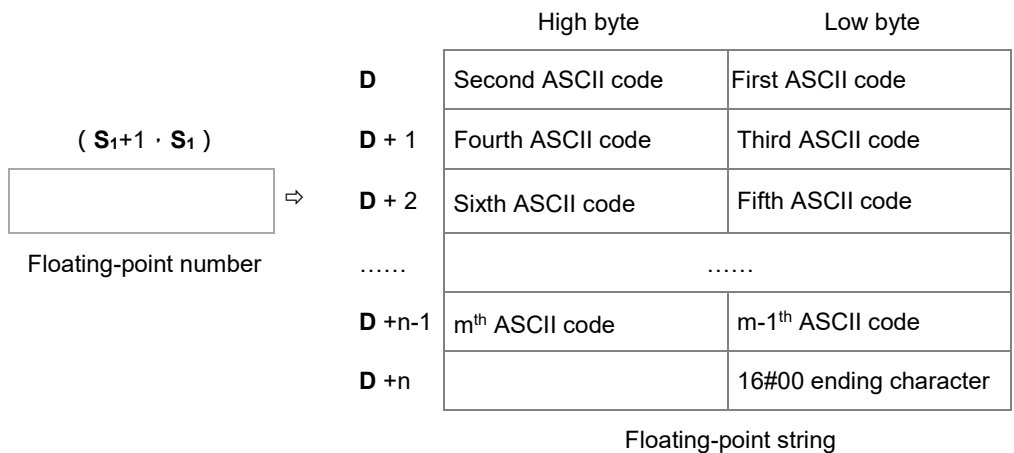 High byte Low byte
D Second ASCII code First ASCII code
( S₁+1 · S₁ ) D + 1 Fourth ASCII code Third ASCII code
⇨ D + 2 Sixth ASCII code Fifth ASCII code
Floating-point number …… ……
D +n-1 mᵗʰ ASCII code m-1ᵗʰ ASCII code
D +n 16#00 ending character
Floating-point string